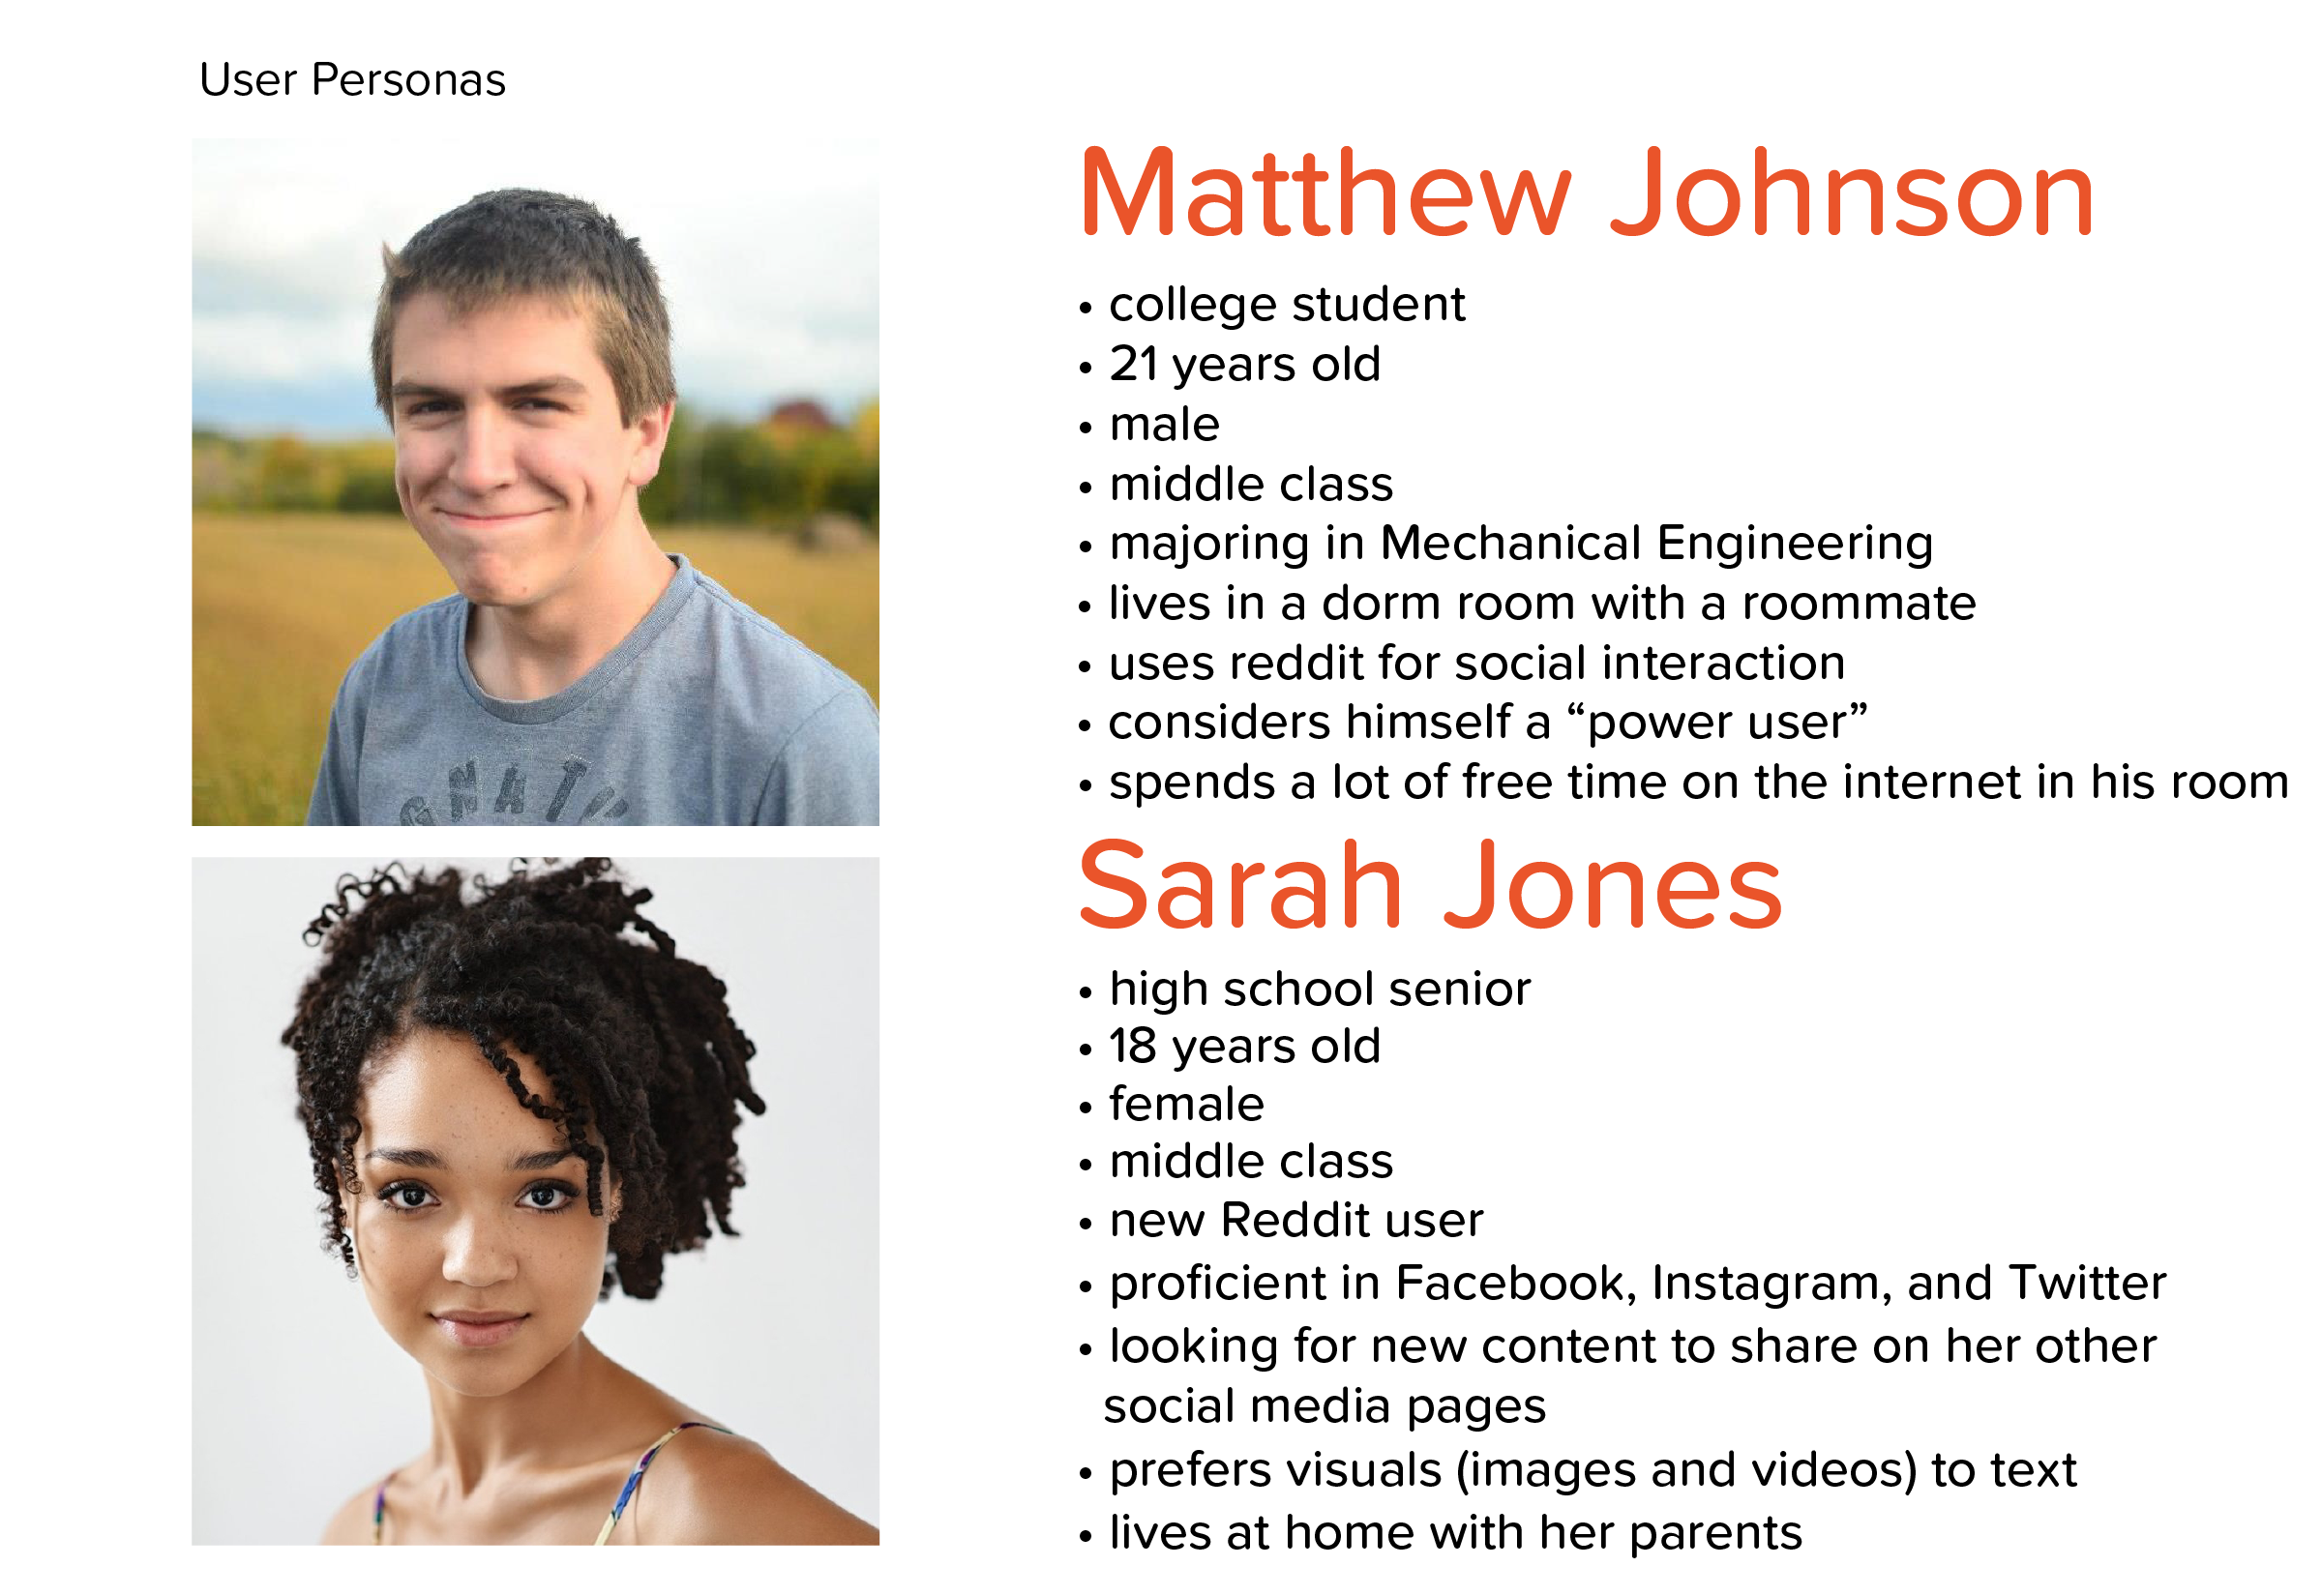 User Personas
Matthew Johnson
• college student
• 21 years old
• male
• middle class
• majoring in Mechanical Engineering
• lives in a dorm room with a roommate
• uses reddit for social interaction
• considers himself a “power user”
• spends a lot of free time on the internet in his room
Sarah Jones
• high school senior
• 18 years old
• female
• middle class
• new Reddit user
• proficient in Facebook, Instagram, and Twitter
• looking for new content to share on her other
social media pages
• prefers visuals (images and videos) to text
• lives at home with her parents